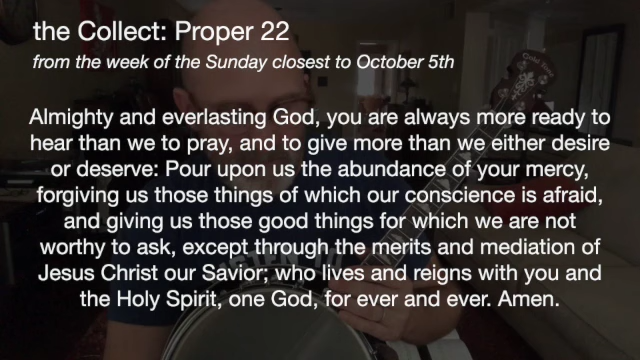 the Collect: Proper 22
from the week of the Sunday closest to October 5th
Almighty and everlasting God, you are always more ready to
hear than we to pray, and to give more than we either desire
or deserve: Pour upon us the abundance of your mercy,
forgiving us those things of which our conscience is afraid,
and giving us those good things for which we are not
worthy to ask, except through the merits and mediation of
Jesus Christ our Savior; who lives and reigns with you and
the Holy Spirit, one God, for ever and ever. Amen.